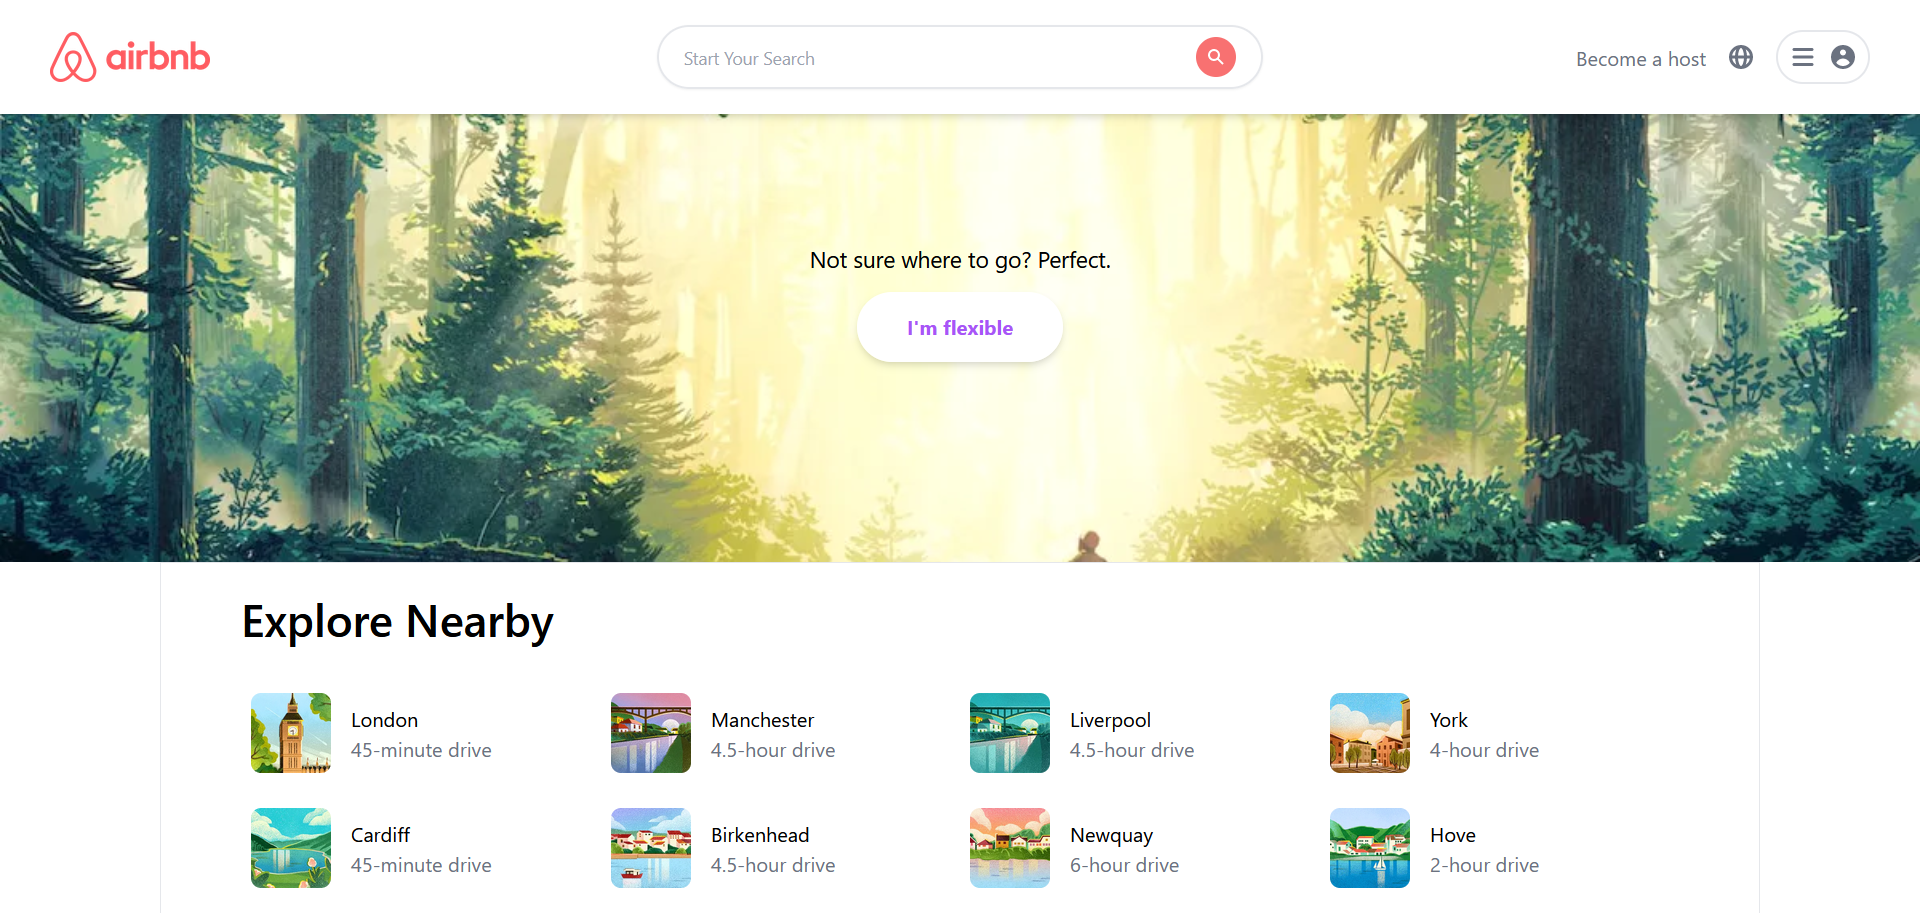 airbnb
Start Your Search
Become a host
Not sure where to go? Perfect.
I'm flexible
Explore Nearby
London
45-minute drive
Manchester
4.5-hour drive
Liverpool
4.5-hour drive
York
4-hour drive
Cardiff
45-minute drive
Birkenhead
4.5-hour drive
Newquay
6-hour drive
Hove
2-hour drive